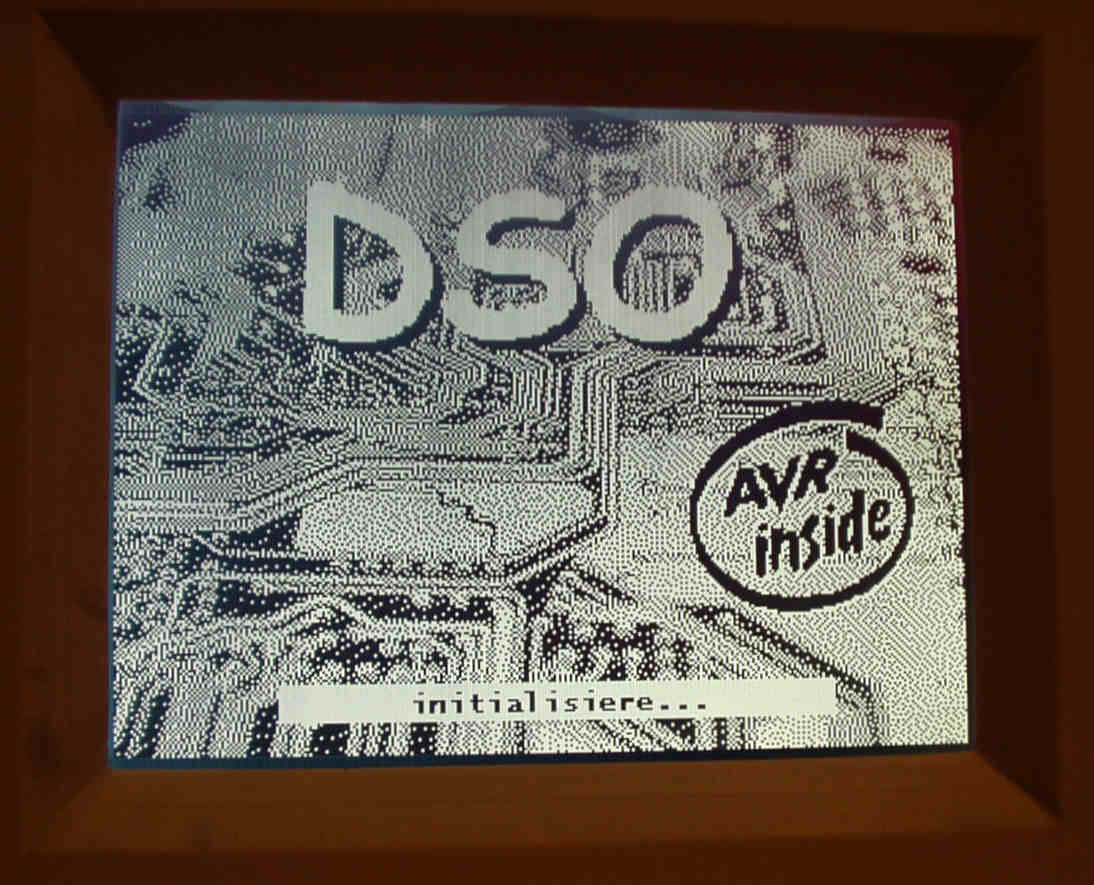 DSO
AVR
inside
initialisiere...